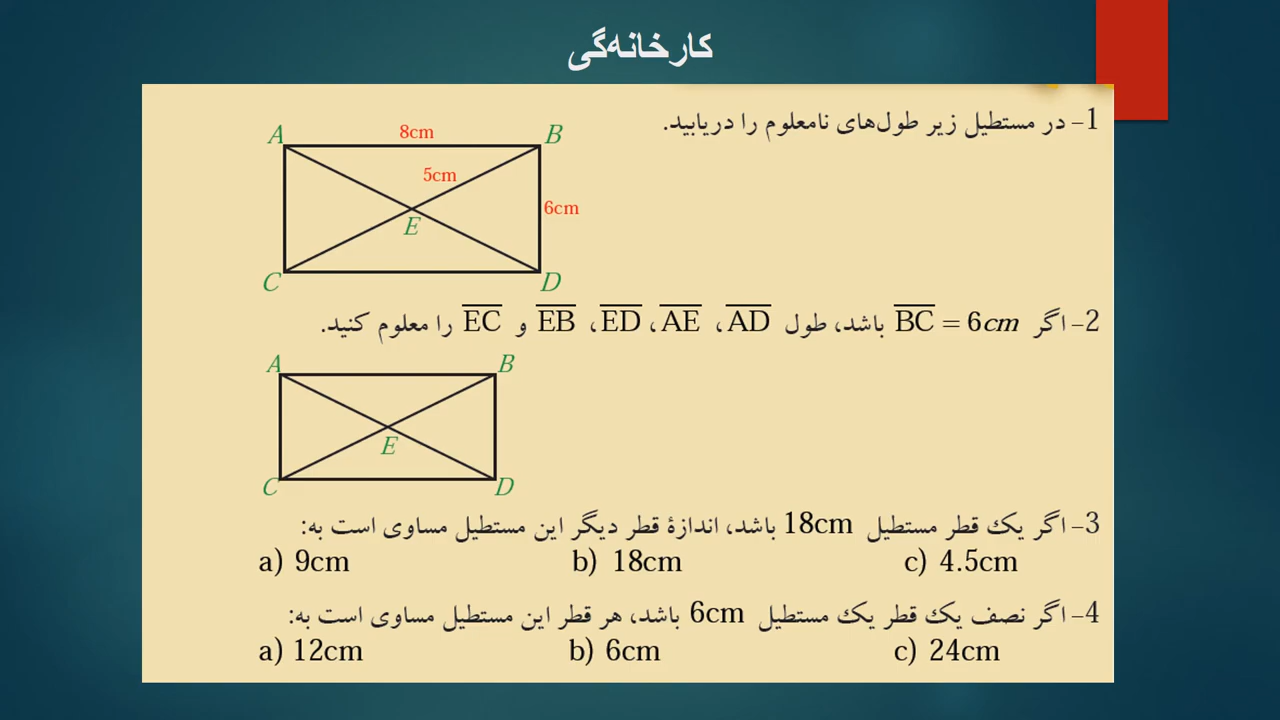 کارخانه‌گی
1- در مستطیل زیر طول‌های نامعلوم را دریابید.
A 8cm B
5cm
6cm
E
C D
2- اگر BC = 6cm باشد، طول AD، AE، ED، EB و EC را معلوم کنید.
A B
E
C D
3- اگر یک قطر مستطیل 18cm باشد، اندازهٔ قطر دیگر این مستطیل مساوی است به:
a) 9cm b) 18cm c) 4.5cm
4- اگر نصف یک قطر یک مستطیل 6cm باشد، هر قطر این مستطیل مساوی است به:
a) 12cm b) 6cm c) 24cm